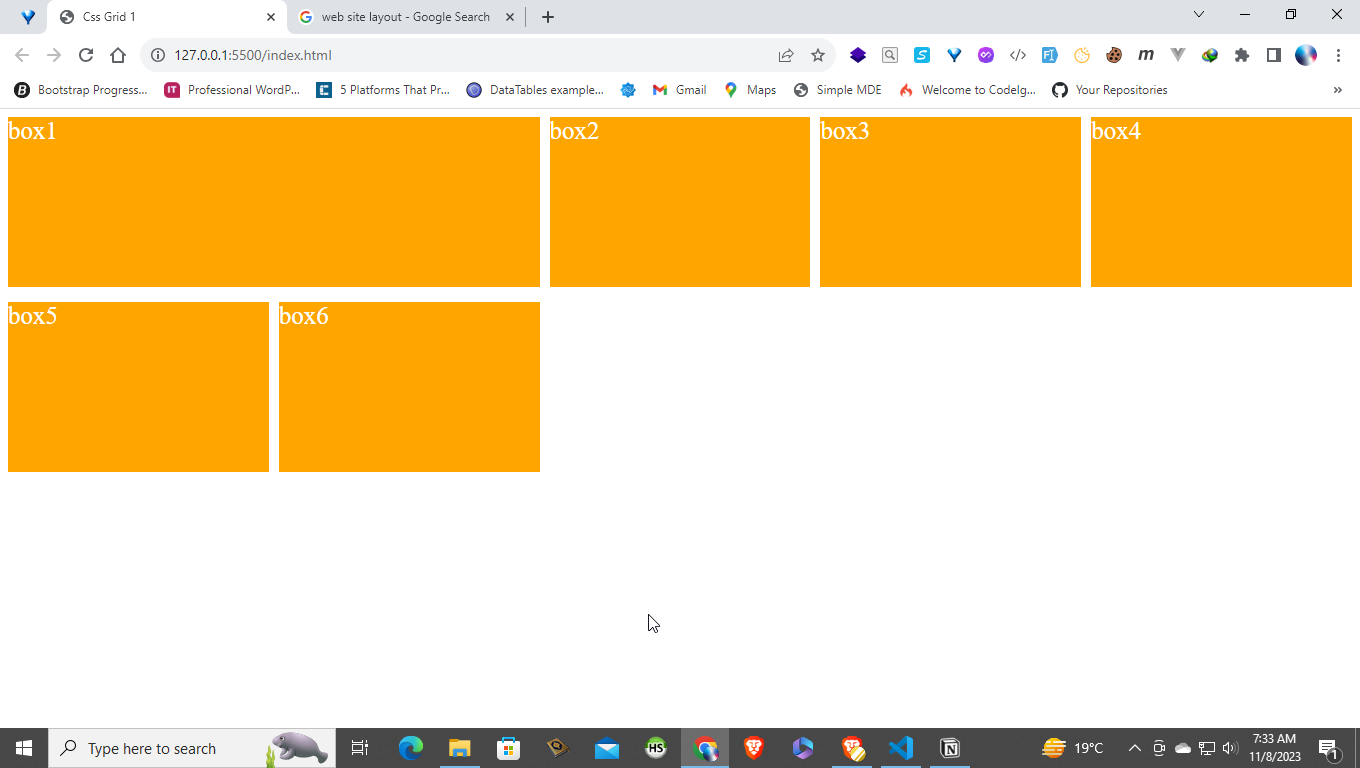 Css Grid 1
web site layout - Google Search
127.0.0.1:5500/index.html
Bootstrap Progress...
Professional WordP...
5 Platforms That Pr...
DataTables example...
Gmail
Maps
Simple MDE
Welcome to CodeIg...
Your Repositories
box1
box2
box3
box4
box5
box6
Type here to search
HS
19°C
7:33 AM
11/8/2023
1